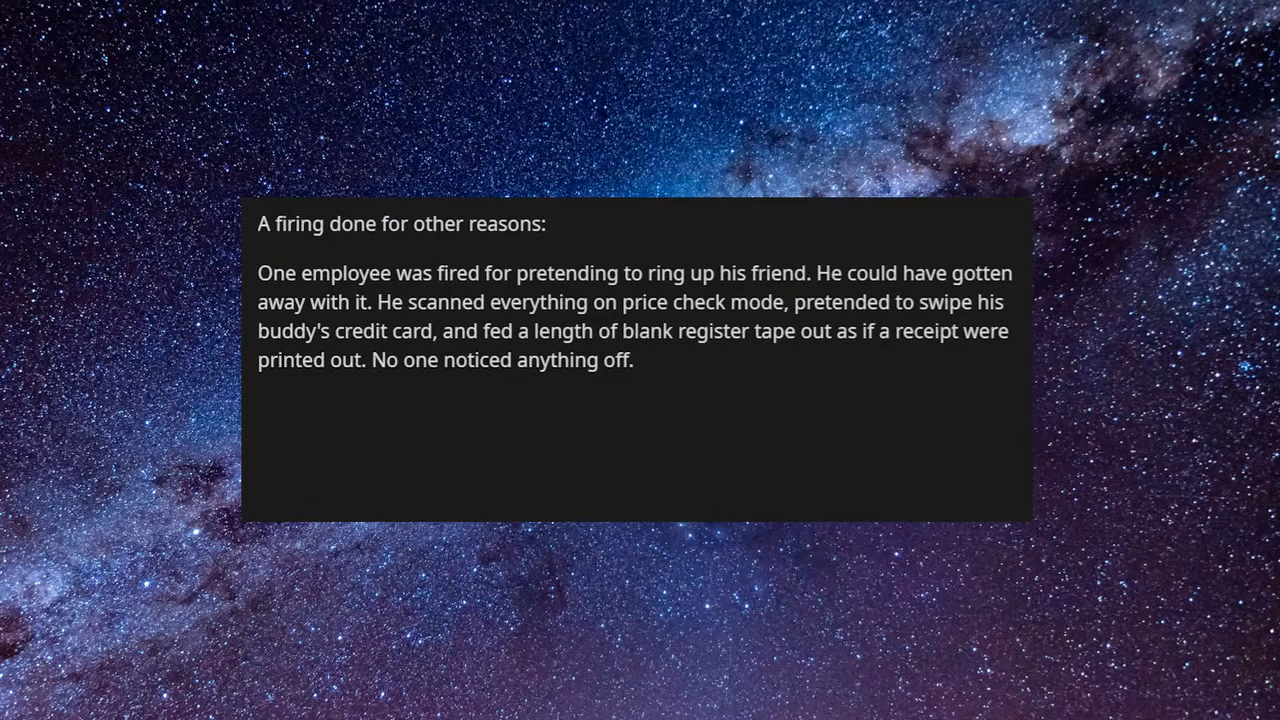 A firing done for other reasons:
One employee was fired for pretending to ring up his friend. He could have gotten
away with it. He scanned everything on price check mode, pretended to swipe his
buddy's credit card, and fed a length of blank register tape out as if a receipt were
printed out. No one noticed anything off.